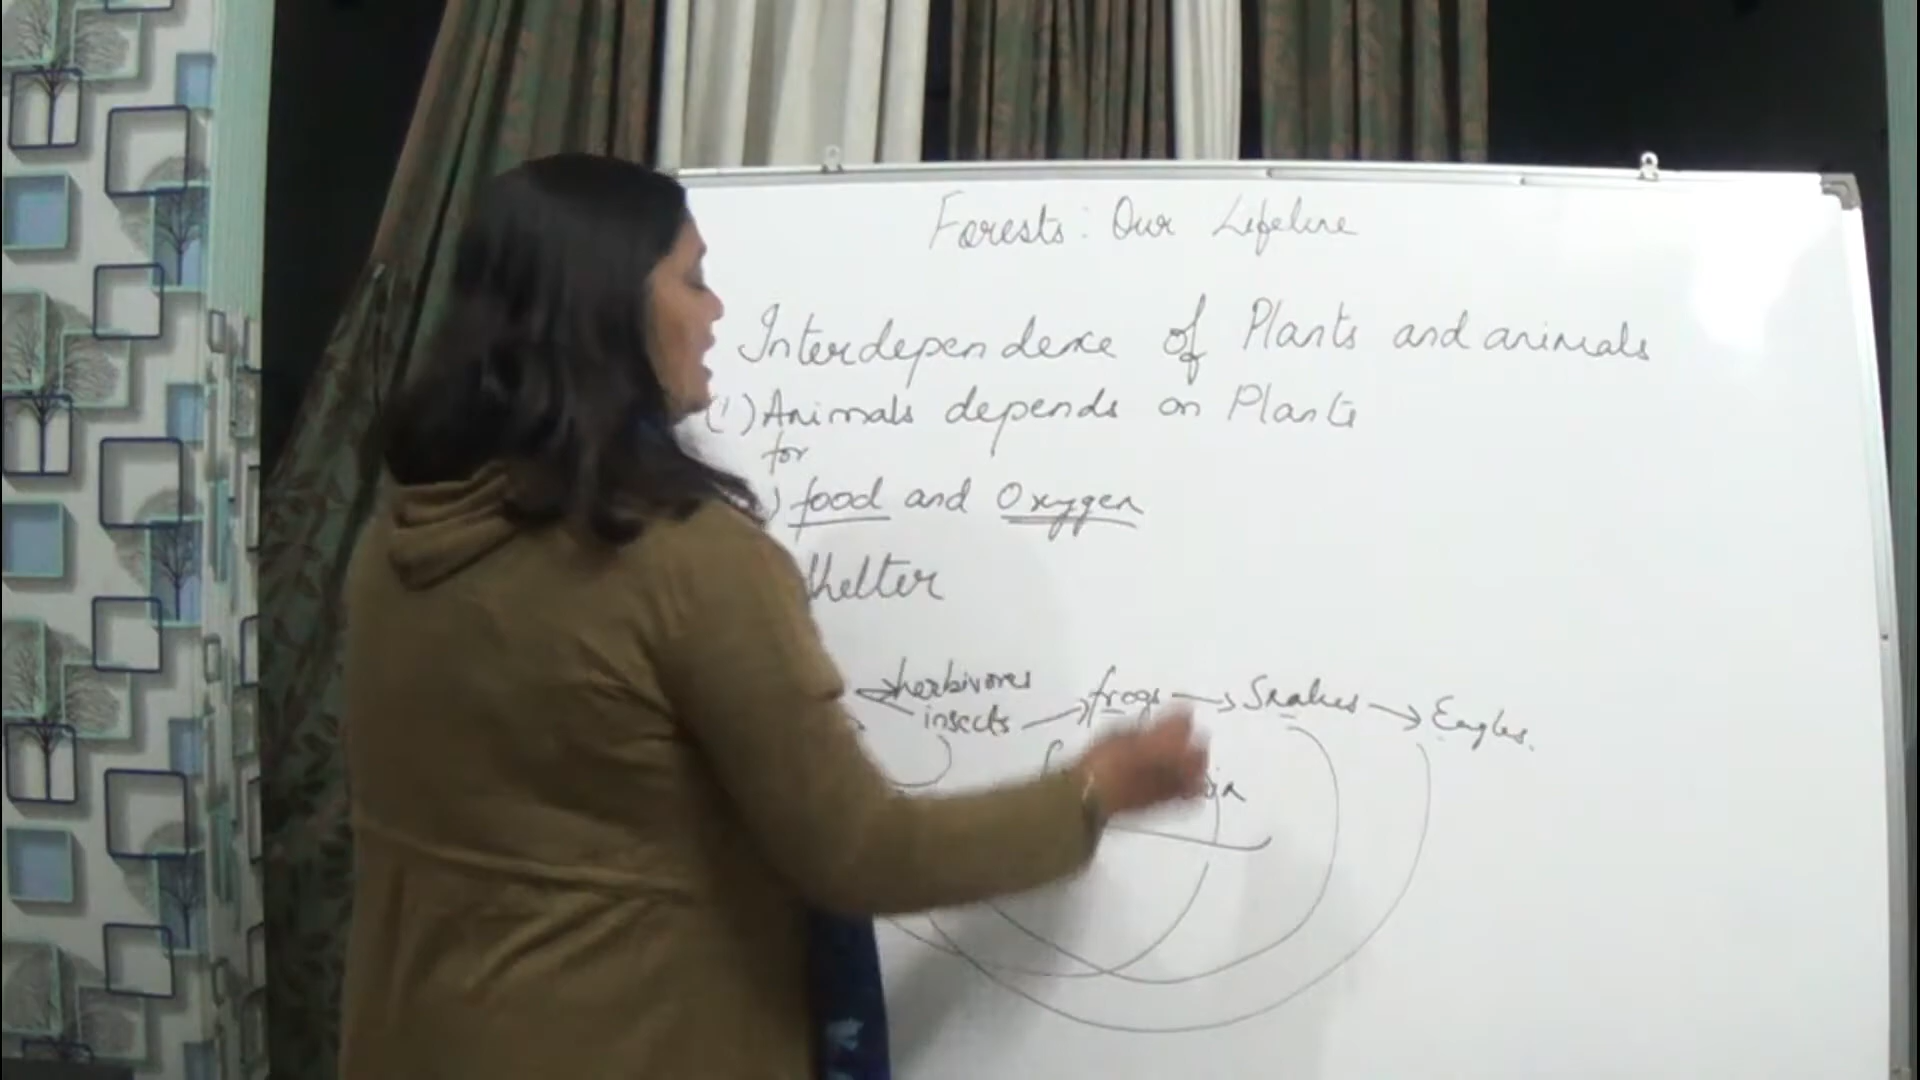 Forests: Our Lifeline
Interdependence of Plants and animals
(1) Animals depends on Plants
for
) food and Oxygen
Shelter
herbivores
insects → frogs → Snakes → Eagles.